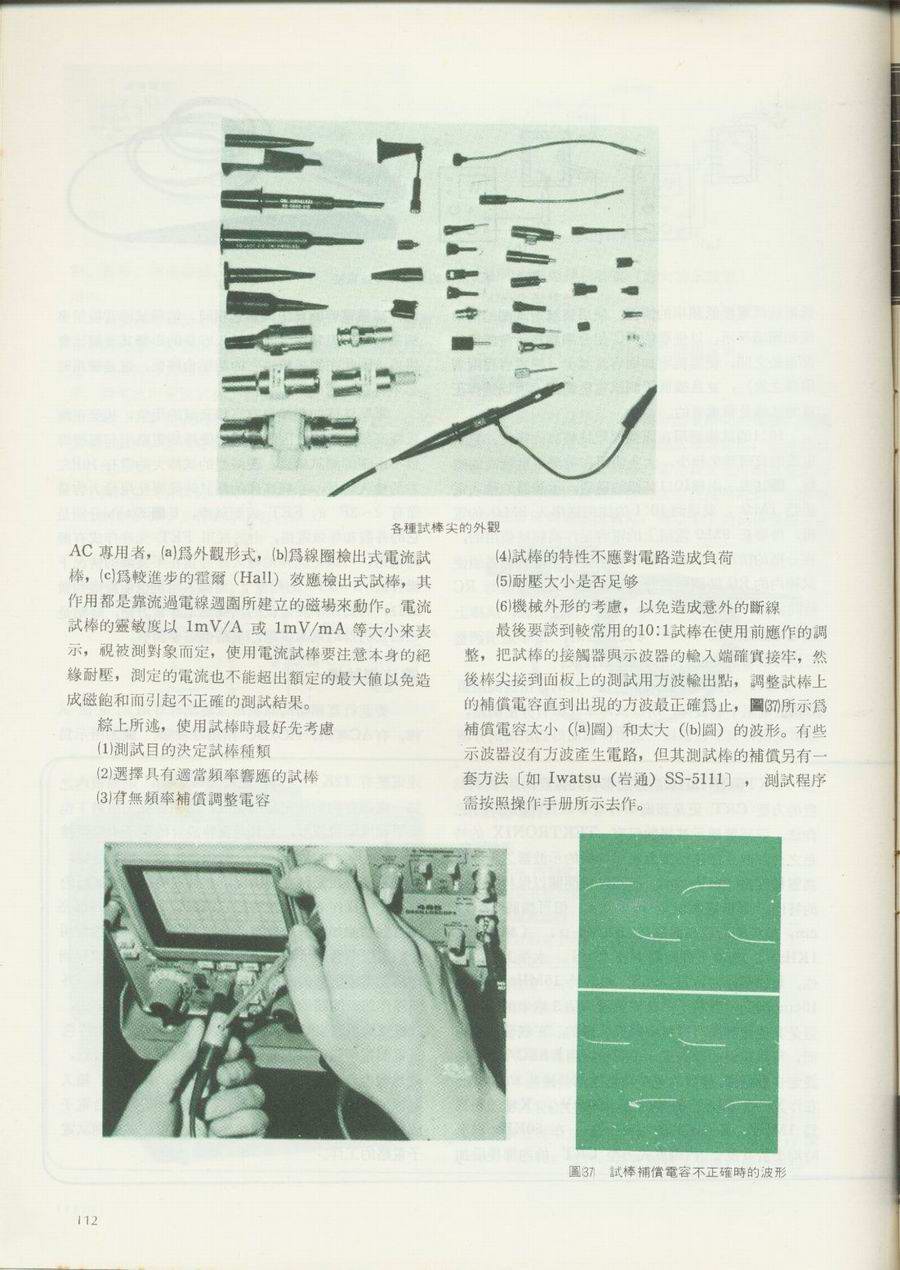 各種試棒尖的外觀
AC 專用者，(a)爲外觀形式，(b)爲線圈檢出式電流試
棒，(c)爲較進步的霍爾（Hall）效應檢出式試棒，其
作用都是靠流過電線週圍所建立的磁場來動作。電流
試棒的靈敏度以 1mV/A 或 1mV/mA 等大小來表
示，視被測對象而定，使用電流試棒要注意本身的絕
緣耐壓，測定的電流也不能超出額定的最大値以免造
成磁飽和而引起不正確的測試結果。
綜上所述，使用試棒時最好先考慮
(1)測試目的決定試棒種類
(2)選擇具有適當頻率響應的試棒
(3)有無頻率補償調整電容
(4)試棒的特性不應對電路造成負荷
(5)耐壓大小是否足够
(6)機械外形的考慮，以免造成意外的斷線
最後要談到較常用的10:1試棒在使用前應作的調
整，把試棒的接觸器與示波器的輸入端確實接牢，然
後棒尖接到面板上的測試用方波輸出點，調整試棒上
的補償電容直到出現的方波最正確爲止，圖(37)所示爲
補償電容太小（(a)圖）和太大（(b)圖）的波形。有些
示波器沒有方波產生電路，但其測試棒的補償另有一
套方法〔如 Iwatsu（岩通）SS-5111〕，測試程序
需按照操作手册所示去作。
465
OSCILLOSCOPE
圖(37) 試棒補償電容不正確時的波形
112